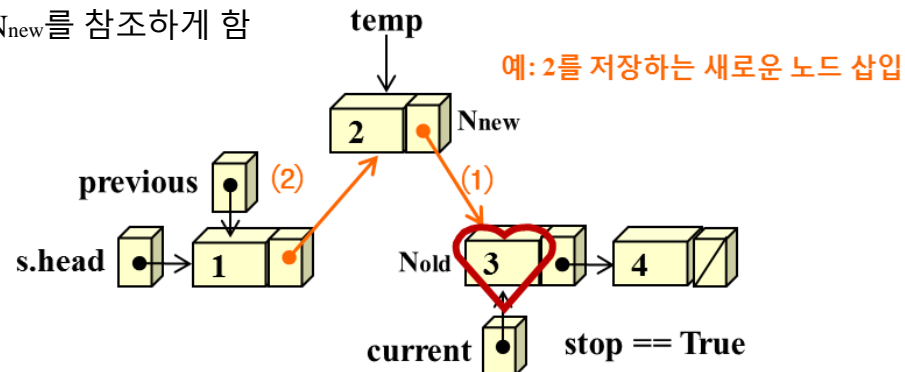 Nnew를 참조하게 함
temp
예: 2를 저장하는 새로운 노드 삽입
2
Nnew
previous
(2)
(1)
s.head
1
Nold
3
4
current
stop == True